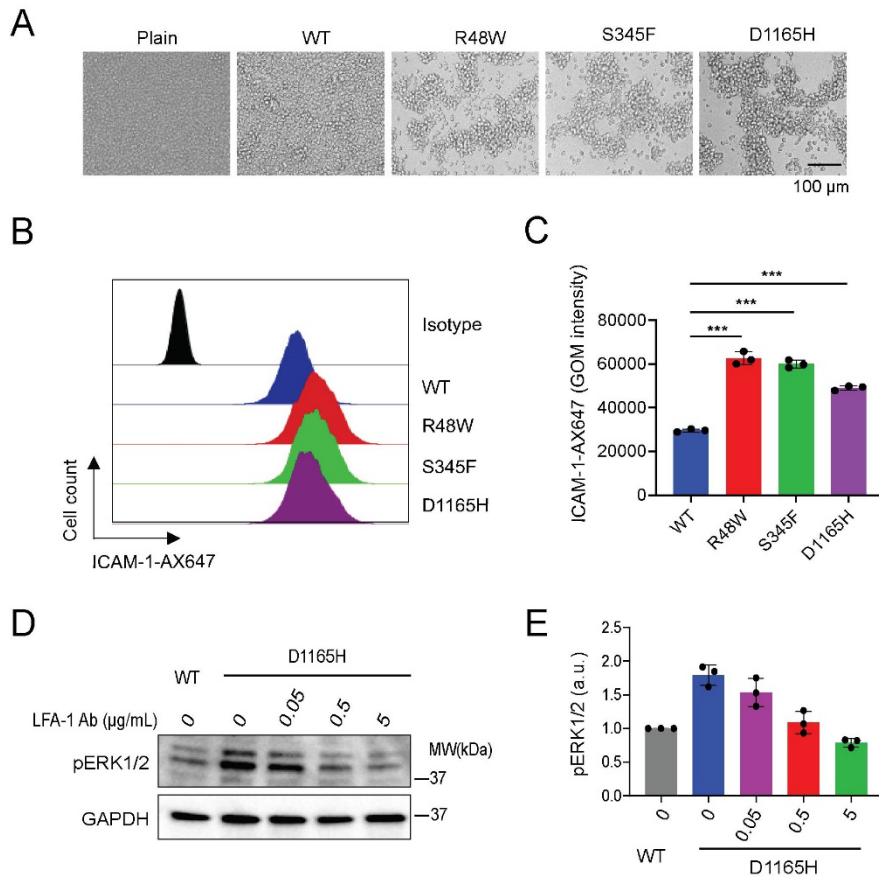 A
Plain WT R48W S345F D1165H
100 µm
B
Isotype
WT
R48W
S345F
D1165H
Cell count
ICAM-1-AX647
C
ICAM-1-AX647 (GOM intensity)
80000
60000
40000
20000
0
*** 
***
***
WT R48W S345F D1165H
D
WT D1165H
LFA-1 Ab (µg/mL) 0 0 0.05 0.5 5
MW(kDa)
pERK1/2
–37
GAPDH
–37
E
pERK1/2 (a.u.)
2.5
2.0
1.5
1.0
0.5
0.0
0 0 0.05 0.5 5
WT D1165H